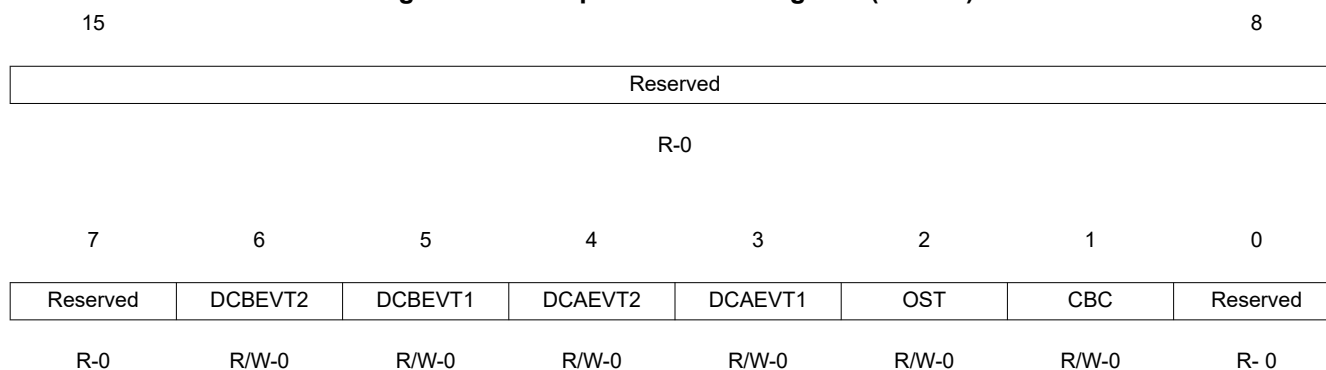 15 8
Reserved
R-0
7 6 5 4 3 2 1 0
Reserved DCBEVT2 DCBEVT1 DCAEVT2 DCAEVT1 OST CBC Reserved
R-0 R/W-0 R/W-0 R/W-0 R/W-0 R/W-0 R/W-0 R- 0